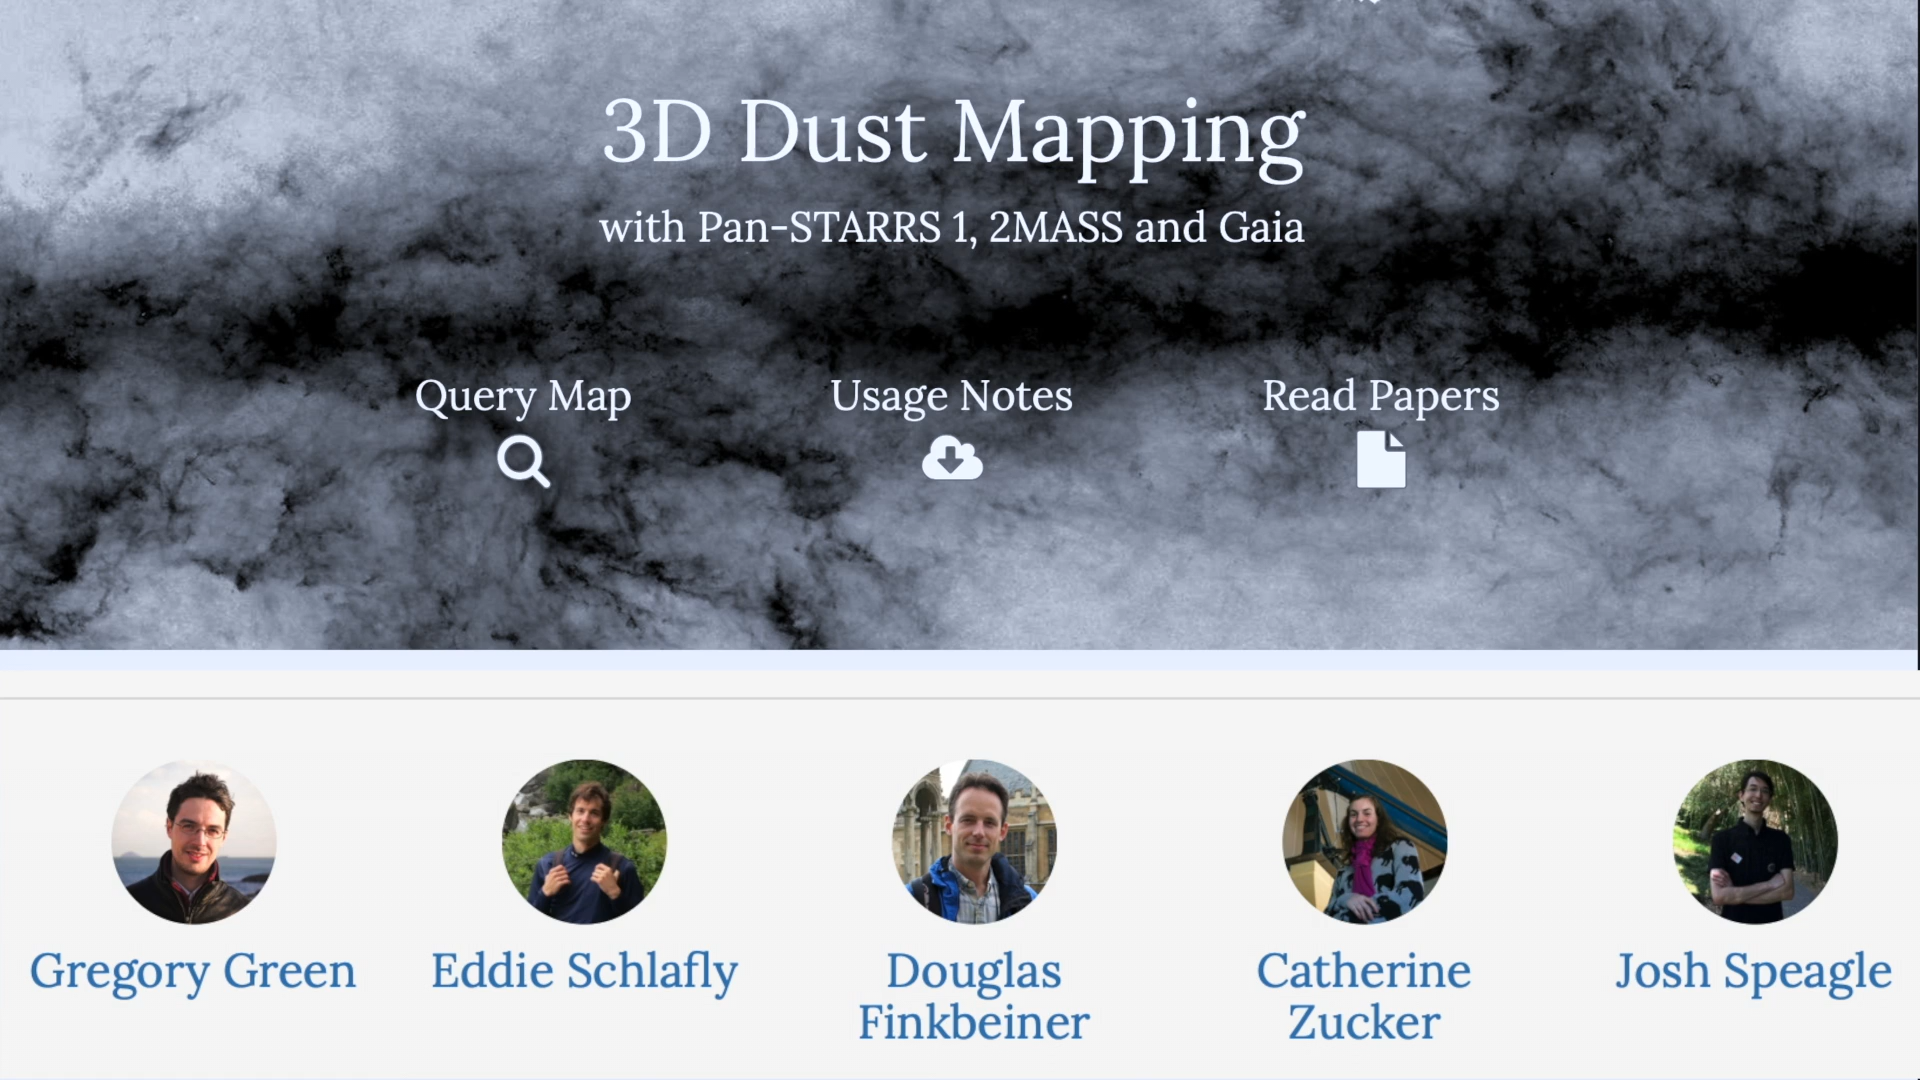 3D Dust Mapping
with Pan-STARRS 1, 2MASS and Gaia
Query Map
Usage Notes
Read Papers
Gregory Green
Eddie Schlafly
Douglas
Finkbeiner
Catherine
Zucker
Josh Speagle